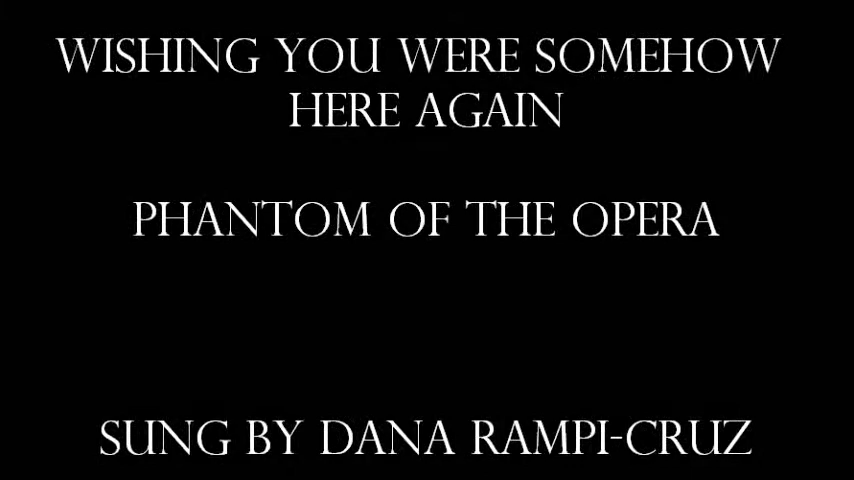 WISHING YOU WERE SOMEHOW
HERE AGAIN
PHANTOM OF THE OPERA
SUNG BY DANA RAMPI-CRUZ